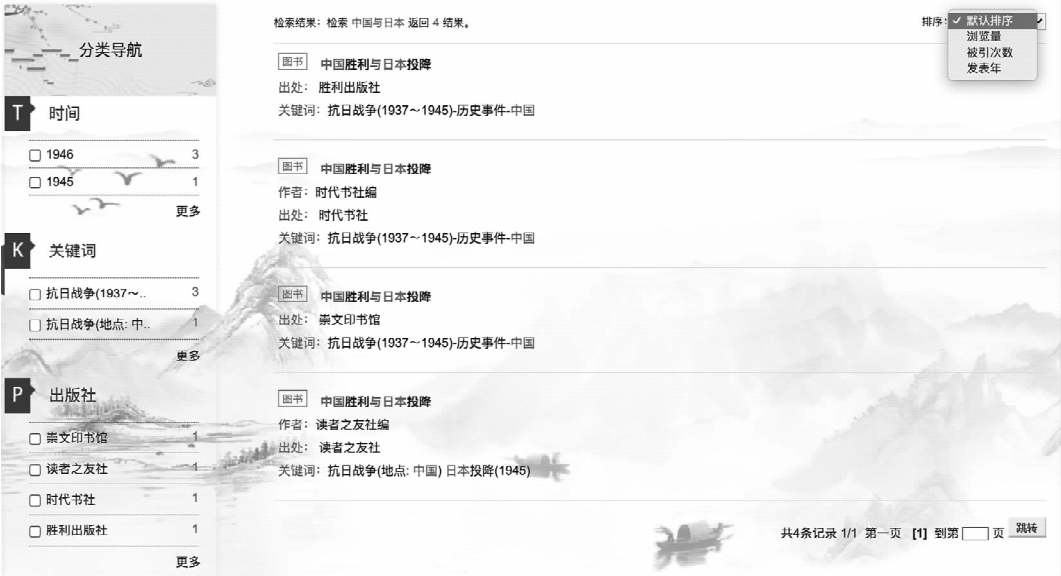 分类导航
T 时间
1946 3
1945 1
更多
K 关键词
抗日战争(1937～.. 3
抗日战争(地点: 中.. 1
更多
P 出版社
崇文印书馆 1
读者之友社 1
时代书社 1
胜利出版社 1
更多
检索结果：检索 中国与日本 返回 4 结果。
排序: ✓ 默认排序
浏览量
被引次数
发表年
图书 中国胜利与日本投降
出处： 胜利出版社
关键词：抗日战争(1937～1945)-历史事件-中国
图书 中国胜利与日本投降
作者：时代书社编
出处： 时代书社
关键词：抗日战争(1937～1945)-历史事件-中国
图书 中国胜利与日本投降
出处： 崇文印书馆
关键词：抗日战争(1937～1945)-历史事件-中国
图书 中国胜利与日本投降
作者：读者之友社编
出处： 读者之友社
关键词：抗日战争(地点: 中国) 日本投降(1945)
共4条记录 1/1 第一页 [1] 到第 页 跳转